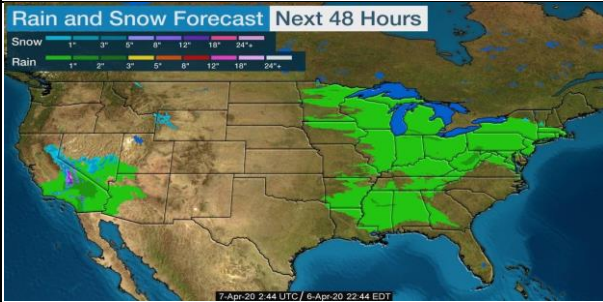 Rain and Snow Forecast Next 48 Hours
Snow 1" 3" 5" 8" 12" 18" 24"+
Rain 1" 2" 3" 5" 8" 12" 18" 24"+
7-Apr-20 2:44 UTC / 6-Apr-20 22:44 EDT